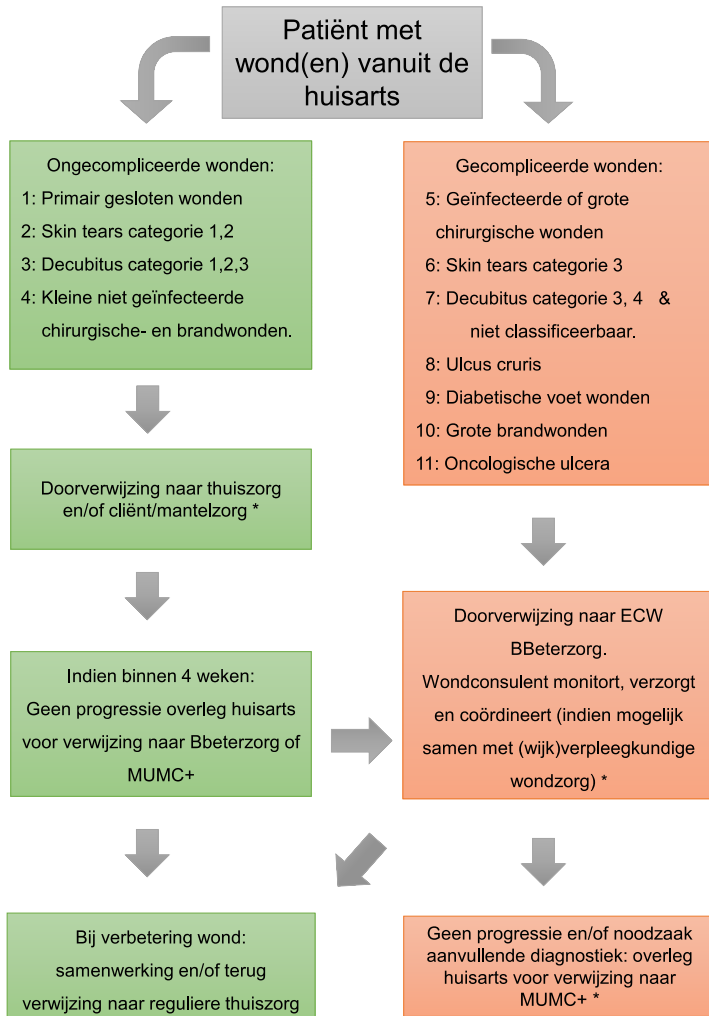 Patiënt met
wond(en) vanuit de
huisarts
Ongecompliceerde wonden:
1: Primair gesloten wonden
2: Skin tears categorie 1,2
3: Decubitus categorie 1,2,3
4: Kleine niet geïnfecteerde
chirurgische- en brandwonden.
Gecompliceerde wonden:
5: Geïnfecteerde of grote
chirurgische wonden
6: Skin tears categorie 3
7: Decubitus categorie 3, 4 &
niet classificeerbaar.
8: Ulcus cruris
9: Diabetische voet wonden
10: Grote brandwonden
11: Oncologische ulcera
Doorverwijzing naar thuiszorg
en/of cliënt/mantelzorg *
Indien binnen 4 weken:
Geen progressie overleg huisarts
voor verwijzing naar Bbeterzorg of
MUMC+
Doorverwijzing naar ECW
BBeterzorg.
Wondconsulent monitort, verzorgt
en coördineert (indien mogelijk
samen met (wijk)verpleegkundige
wondzorg) *
Bij verbetering wond:
samenwerking en/of terug
verwijzing naar reguliere thuiszorg
Geen progressie en/of noodzaak
aanvullende diagnostiek: overleg
huisarts voor verwijzing naar
MUMC+ *